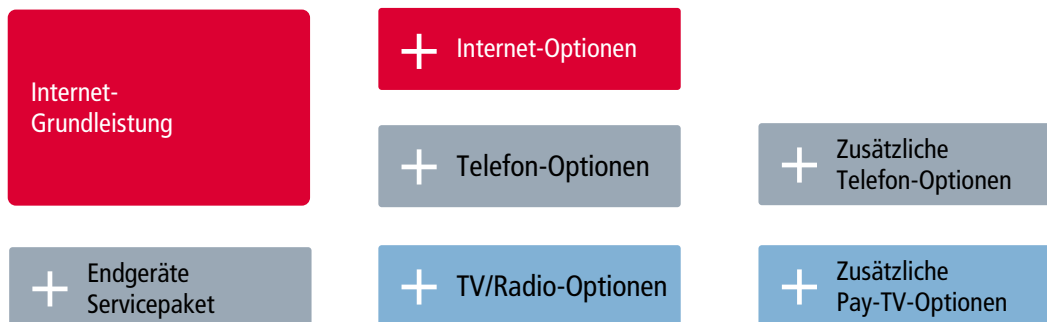 Internet-
Grundleistung
+ Internet-Optionen
+ Telefon-Optionen
+ Zusätzliche
Telefon-Optionen
+ Endgeräte
Servicepaket
+ TV/Radio-Optionen
+ Zusätzliche
Pay-TV-Optionen